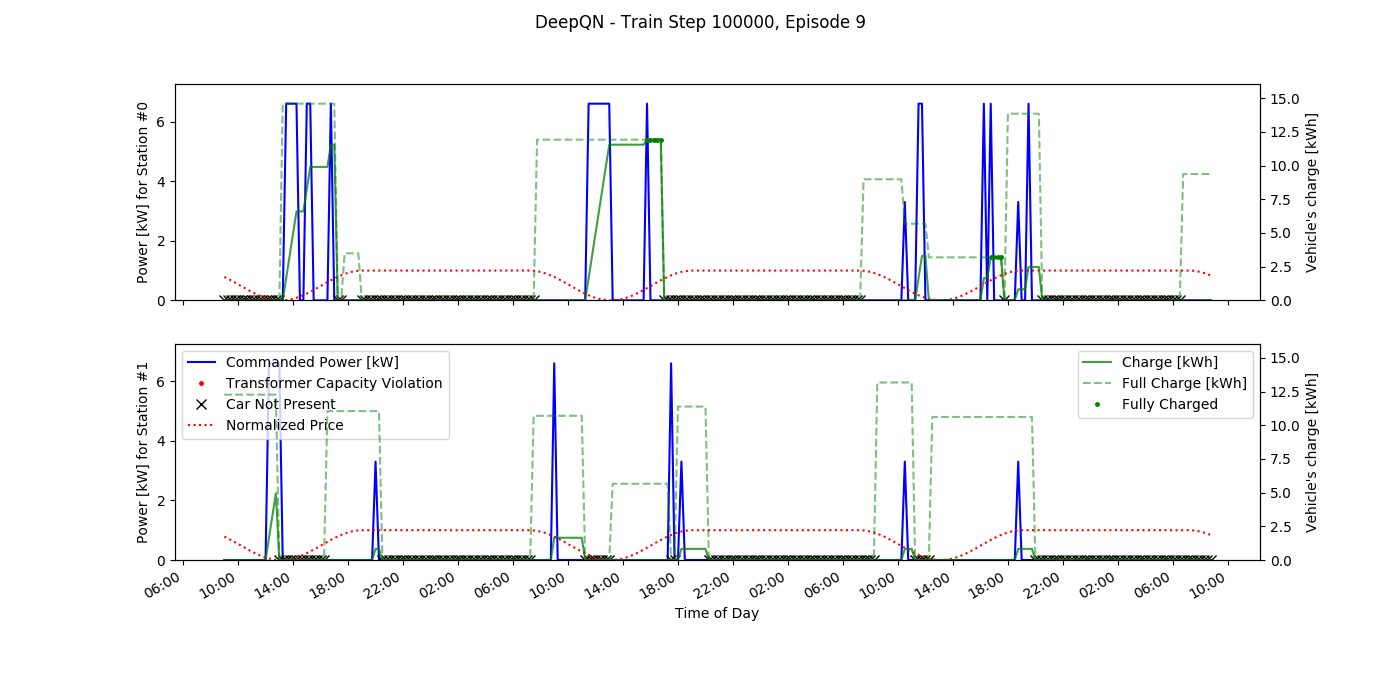 DeepQN - Train Step 100000, Episode 9
Power [kW] for Station #0
6
4
2
0
15.0
12.5
10.0
7.5
5.0
2.5
0.0
Vehicle's charge [kWh]
Power [kW] for Station #1
6
4
2
0
Commanded Power [kW]
Transformer Capacity Violation
Car Not Present
Normalized Price
Charge [kWh]
Full Charge [kWh]
Fully Charged
15.0
12.5
10.0
7.5
5.0
2.5
0.0
Vehicle's charge [kWh]
06:00 10:00 14:00 18:00 22:00 02:00 06:00 10:00 14:00 18:00 22:00 02:00 06:00 10:00 14:00 18:00 22:00 02:00 06:00 10:00
Time of Day